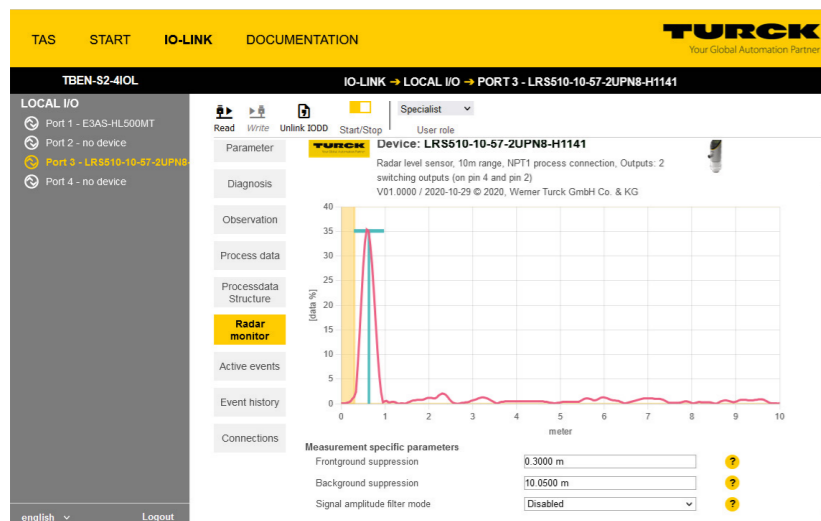 TAS START IO-LINK DOCUMENTATION
TURCK
Your Global Automation Partner
TBEN-S2-4IOL
IO-LINK ➔ LOCAL I/O ➔ PORT 3 - LRS510-10-57-2UPN8-H1141
LOCAL I/O
Port 1 - E3AS-HL500MT
Port 2 - no device
Port 3 - LRS510-10-57-2UPN8-
Port 4 - no device
english
Logout
Read Write Unlink IODD Start/Stop
Specialist
User role
Parameter
Diagnosis
Observation
Process data
Processdata
Structure
Radar
monitor
Active events
Event history
Connections
TURCK
Device: LRS510-10-57-2UPN8-H1141
Radar level sensor, 10m range, NPT1 process connection, Outputs: 2
switching outputs (on pin 4 and pin 2)
V01.0000 / 2020-10-29 © 2020, Werner Turck GmbH Co. & KG
40
35
30
25
20
15
10
5
0
[data %]
0 1 2 3 4 5 6 7 8 9 10
meter
Measurement specific parameters
Frontground suppression 0.3000 m ?
Background suppression 10.0500 m ?
Signal amplitude filter mode Disabled ?